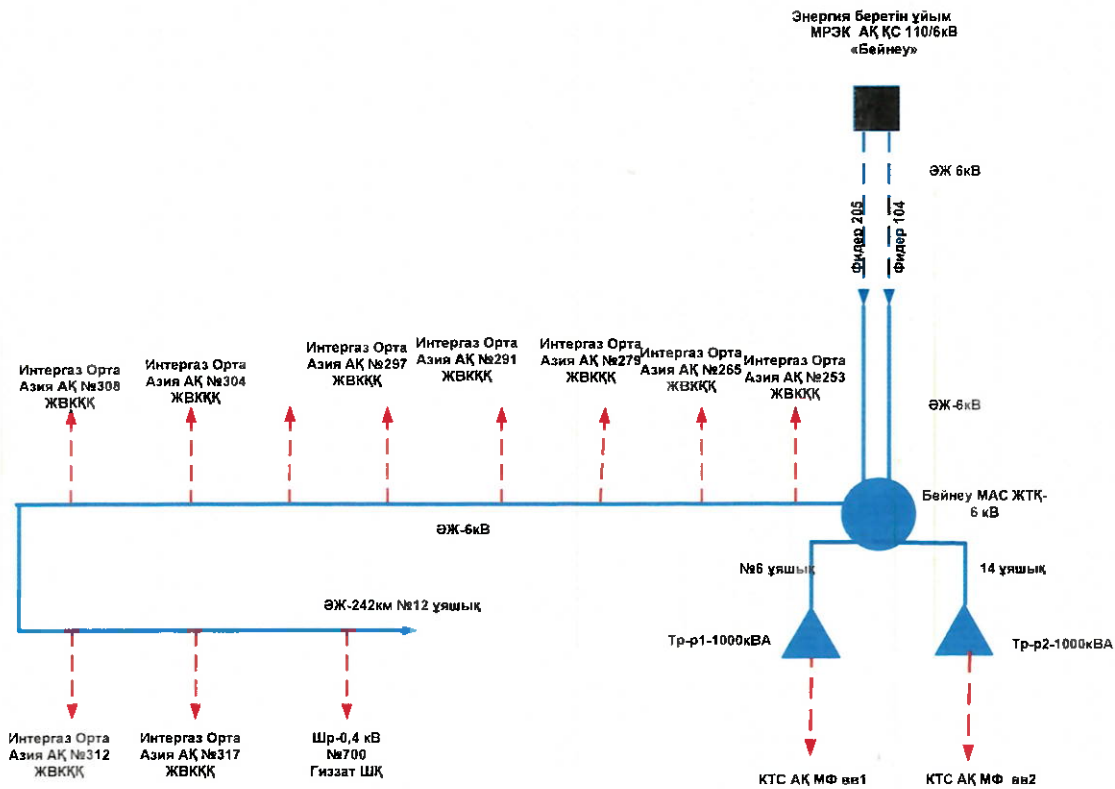 Энергия беретін ұйым
МРЭК АҚ ҚС 110/6кВ
«Бейнеу»
ӘЖ 6кВ
Фидер 205
Фидер 104
ӘЖ-6кВ
Интергаз Орта
Азия АҚ №308
ЖВКҚҚ
Интергаз Орта
Азия АҚ №304
ЖВКҚҚ
Интергаз Орта
Азия АҚ №297
ЖВКҚҚ
Интергаз Орта
Азия АҚ №291
ЖВКҚҚ
Интергаз Орта
Азия АҚ №279
ЖВКҚҚ
Интергаз Орта
Азия АҚ №265
ЖВКҚҚ
Интергаз Орта
Азия АҚ №253
ЖВКҚҚ
Бейнеу МАС ЖТҚ-
6 кВ
ӘЖ-6кВ
№6 ұяшық
14 ұяшық
ӘЖ-242км №12 ұяшық
Тр-р1-1000кВА
Тр-р2-1000кВА
Интергаз Орта
Азия АҚ №312
ЖВКҚҚ
Интергаз Орта
Азия АҚ №317
ЖВКҚҚ
Шр-0,4 кВ
№700
Гиззат ШҚ
КТС АҚ МФ вв1
КТС АҚ МФ вв2